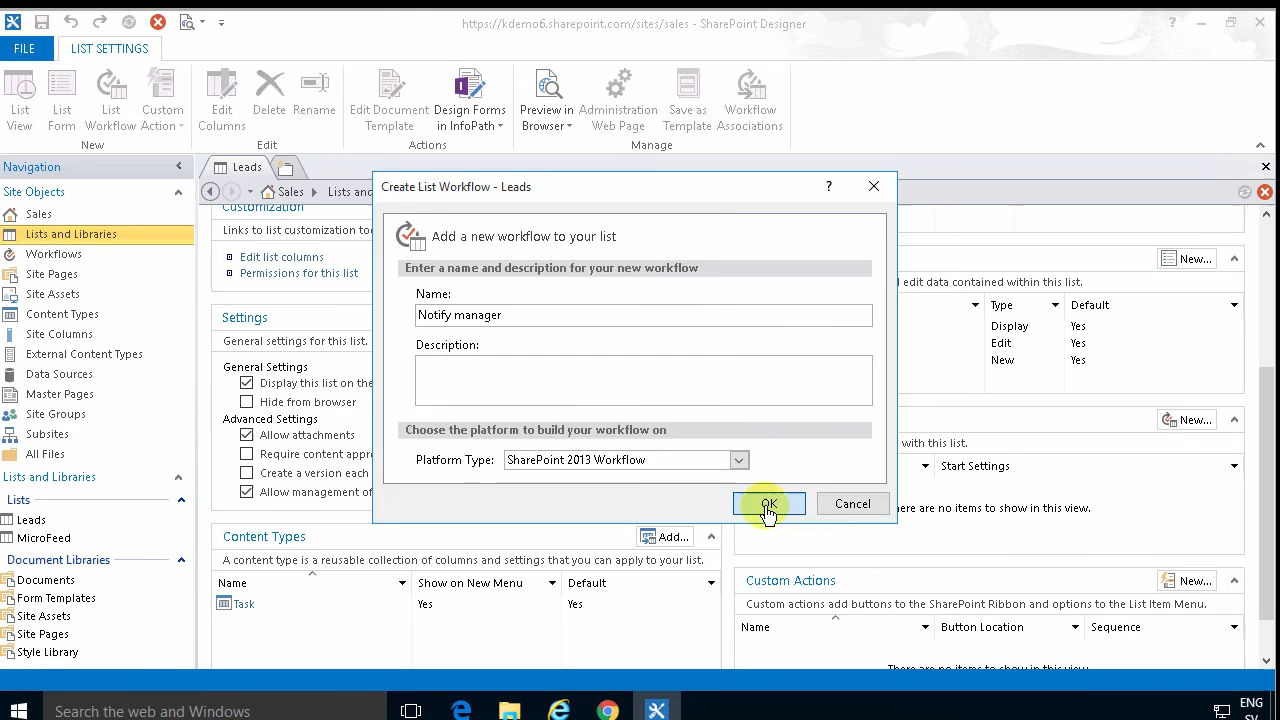 https://kdemo6.sharepoint.com/sites/sales - SharePoint Designer
FILE
LIST SETTINGS
List View
List Form
List Workflow
Custom Action
New
Edit Columns
Delete
Rename
Edit
Edit Document Template
Design Forms in InfoPath
Actions
Preview in Browser
Administration Web Page
Save as Template
Workflow Associations
Manage
Navigation
Site Objects
Sales
Lists and Libraries
Workflows
Site Pages
Site Assets
Content Types
Site Columns
External Content Types
Data Sources
Master Pages
Site Groups
Subsites
All Files
Lists and Libraries
Lists
Leads
MicroFeed
Document Libraries
Documents
Form Templates
Site Assets
Site Pages
Style Library
Leads
Sales
Lists and
Customization
Links to list customization to
Edit list columns
Permissions for this list
Settings
General settings for this list.
General Settings
Display this list on the
Hide from browser
Advanced Settings
Allow attachments
Require content appr
Create a version each
Allow management of
Content Types
Add...
A content type is a reusable collection of columns and settings that you can apply to your list.
Name Show on New Menu Default
Task Yes Yes
Create List Workflow - Leads
?
Add a new workflow to your list
Enter a name and description for your new workflow
Name:
Notify manager
Description:
Choose the platform to build your workflow on
Platform Type: SharePoint 2013 Workflow
OK Cancel
New...
edit data contained within this list.
Type Default
Display Yes
Edit Yes
New Yes
New...
with this list.
Start Settings
ere are no items to show in this view.
Custom Actions
New...
Custom actions add buttons to the SharePoint Ribbon and options to the List Item Menu.
Name Button Location Sequence
There are no items to show in this view
Search the web and Windows
ENG
SV